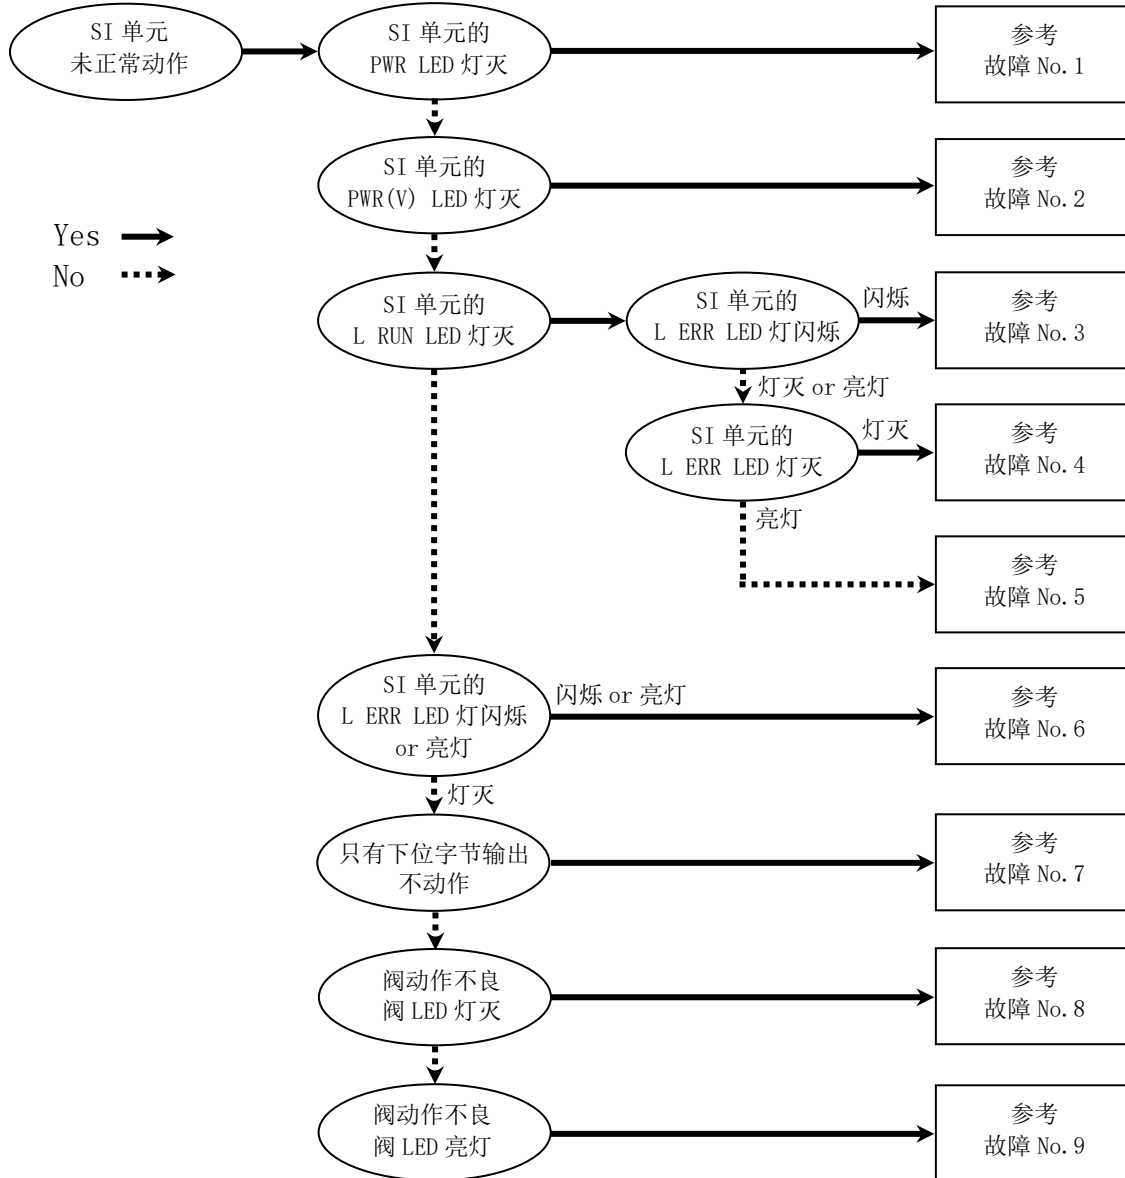 SI 单元
未正常动作
SI 单元的
PWR LED 灯灭
参考
故障 No.1
SI 单元的
PWR(V) LED 灯灭
参考
故障 No.2
Yes
No
SI 单元的
L RUN LED 灯灭
SI 单元的
L ERR LED 灯闪烁
闪烁
参考
故障 No.3
灯灭 or 亮灯
SI 单元的
L ERR LED 灯灭
灯灭
参考
故障 No.4
亮灯
参考
故障 No.5
SI 单元的
L ERR LED 灯闪烁
or 亮灯
闪烁 or 亮灯
参考
故障 No.6
灯灭
只有下位字节输出
不动作
参考
故障 No.7
阀动作不良
阀 LED 灯灭
参考
故障 No.8
阀动作不良
阀 LED 亮灯
参考
故障 No.9